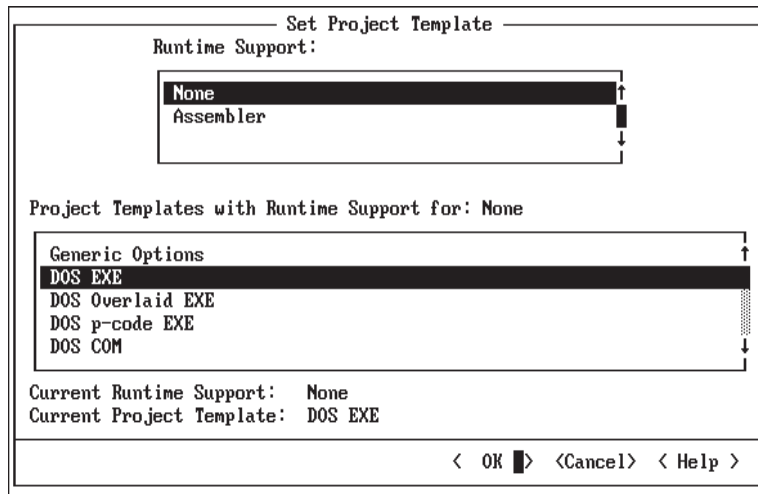 Set Project Template
Runtime Support:
None
Assembler
Project Templates with Runtime Support for: None
Generic Options
DOS EXE
DOS Overlaid EXE
DOS p-code EXE
DOS COM
Current Runtime Support: None
Current Project Template: DOS EXE
< OK > <Cancel> < Help >